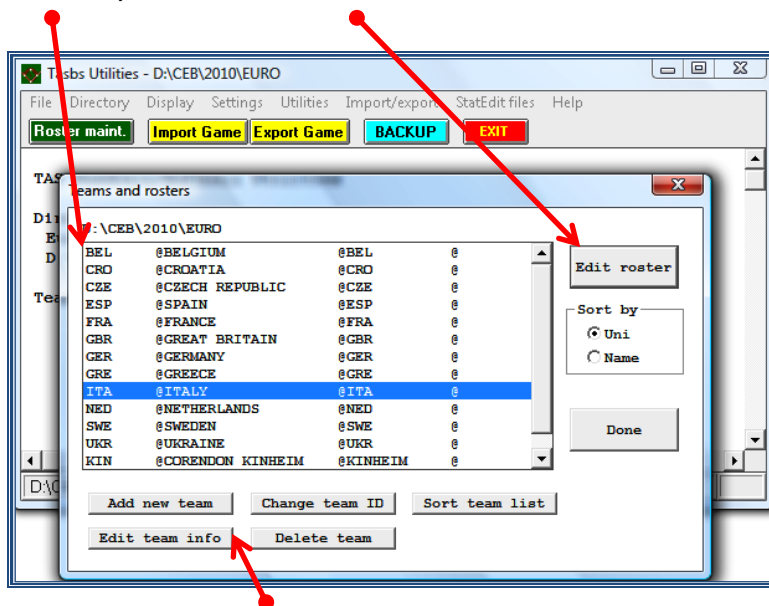 Tasbs Utilities - D:\CEB\2010\EURO
File Directory Display Settings Utilities Import/export StatEdit files Help
Roster maint. Import Game Export Game BACKUP EXIT
Teams and rosters
D:\CEB\2010\EURO
BEL @BELGIUM @BEL @
CRO @CROATIA @CRO @
CZE @CZECH REPUBLIC @CZE @
ESP @SPAIN @ESP @
FRA @FRANCE @FRA @
GBR @GREAT BRITAIN @GBR @
GER @GERMANY @GER @
GRE @GREECE @GRE @
ITA @ITALY @ITA @
NED @NETHERLANDS @NED @
SWE @SWEDEN @SWE @
UKR @UKRAINE @UKR @
KIN @CORENDON KINHEIM @KINHEIM @
Edit roster
Sort by
Uni
Name
Done
Add new team Change team ID Sort team list
Edit team info Delete team